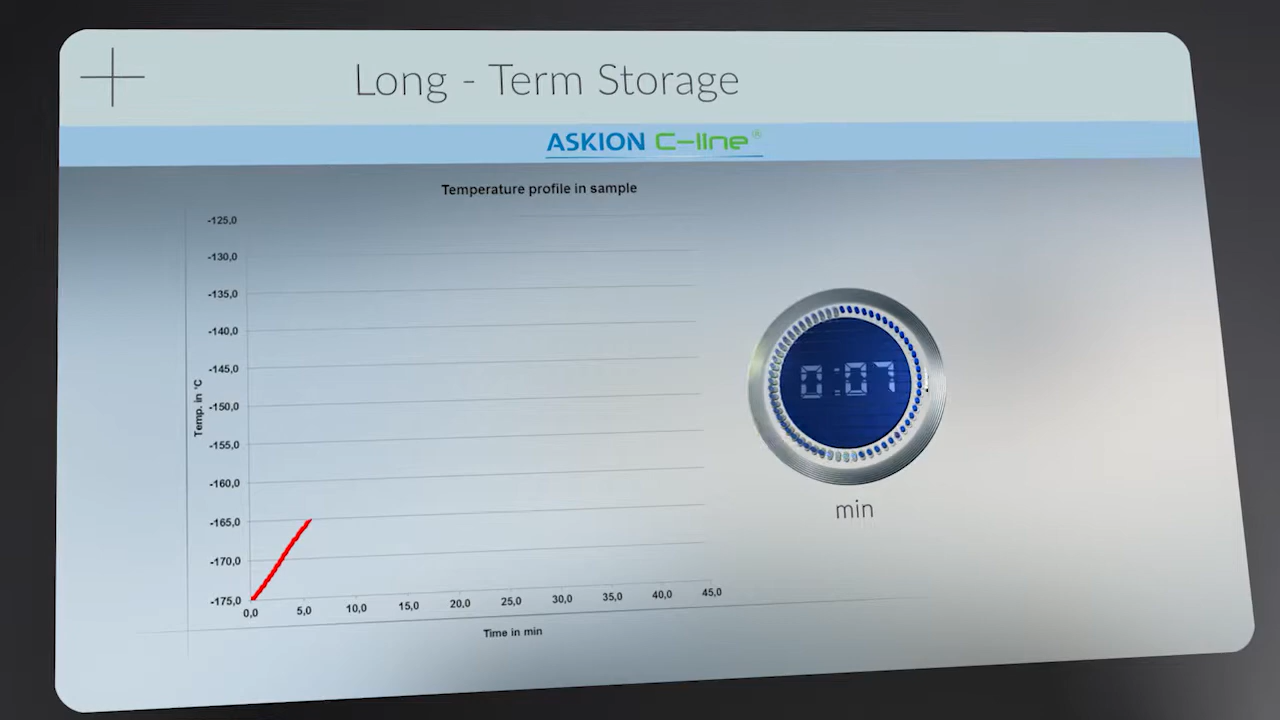 Long - Term Storage
ASKION C-line®
Temperature profile in sample
-125,0
-130,0
-135,0
-140,0
-145,0
-150,0
-155,0
-160,0
-165,0
-170,0
-175,0
Temp. in °C
0,0 5,0 10,0 15,0 20,0 25,0 30,0 35,0 40,0 45,0
Time in min
0:07
min